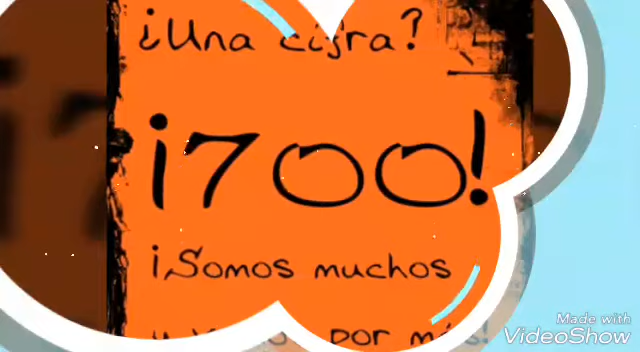 ¿Una cifra?
¡700!
¡Somos muchos
por más!
Made with
VideoShow